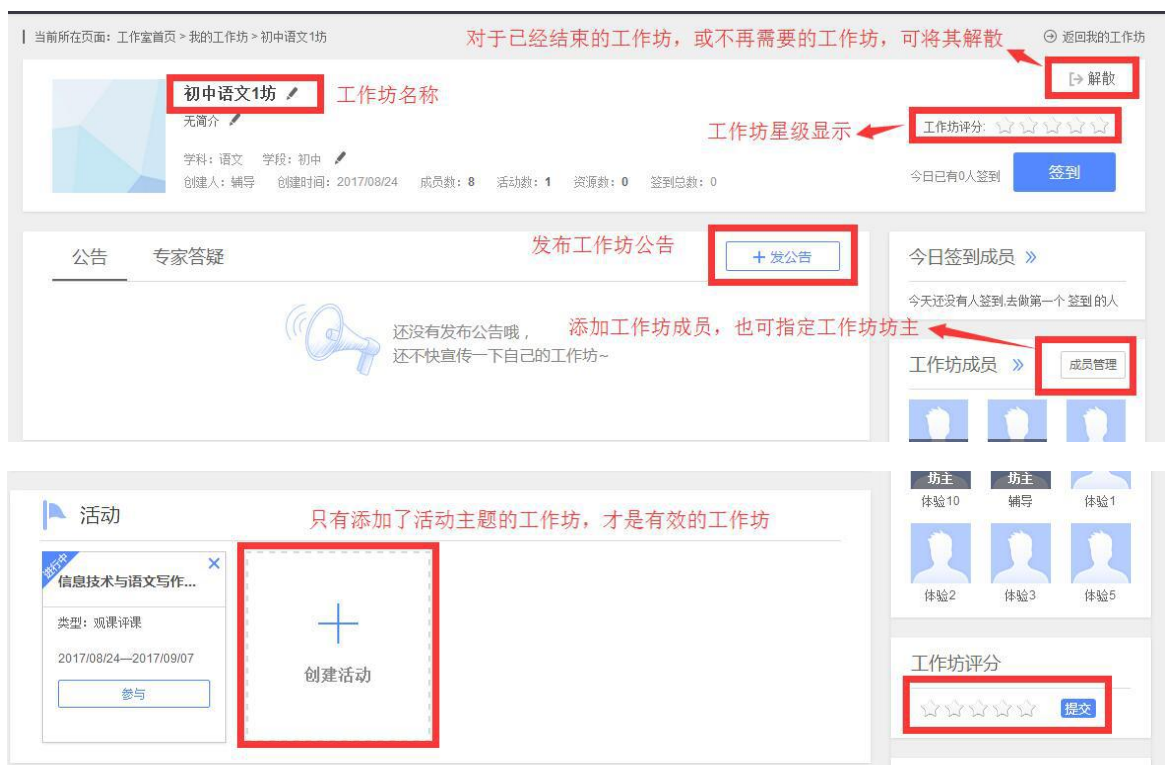 当前所在页面：工作室首页 > 我的工作坊 > 初中语文1坊
对于已经结束的工作坊，或不再需要的工作坊，可将其解散
返回我的工作坊
解散
初中语文1坊
工作坊名称
无简介
工作坊星级显示
工作坊评分:
学科：语文 学段：初中
创建人：辅导 创建时间：2017/08/24 成员数：8 活动数：1 资源数：0 签到总数：0
今日已有0人签到
签到
公告 专家答疑
发布工作坊公告
+ 发公告
还没有发布公告哦，
还不快宣传一下自己的工作坊~
今日签到成员 »
今天还没有人签到,去做第一个 签到 的人
添加工作坊成员，也可指定工作坊坊主
工作坊成员 »
成员管理
坊主 坊主
体验10 辅导 体验1
体验2 体验3 体验5
活动
只有添加了活动主题的工作坊，才是有效的工作坊
进行中
信息技术与语文写作...
类型：观课评课
2017/08/24—2017/09/07
参与
创建活动
工作坊评分
提交